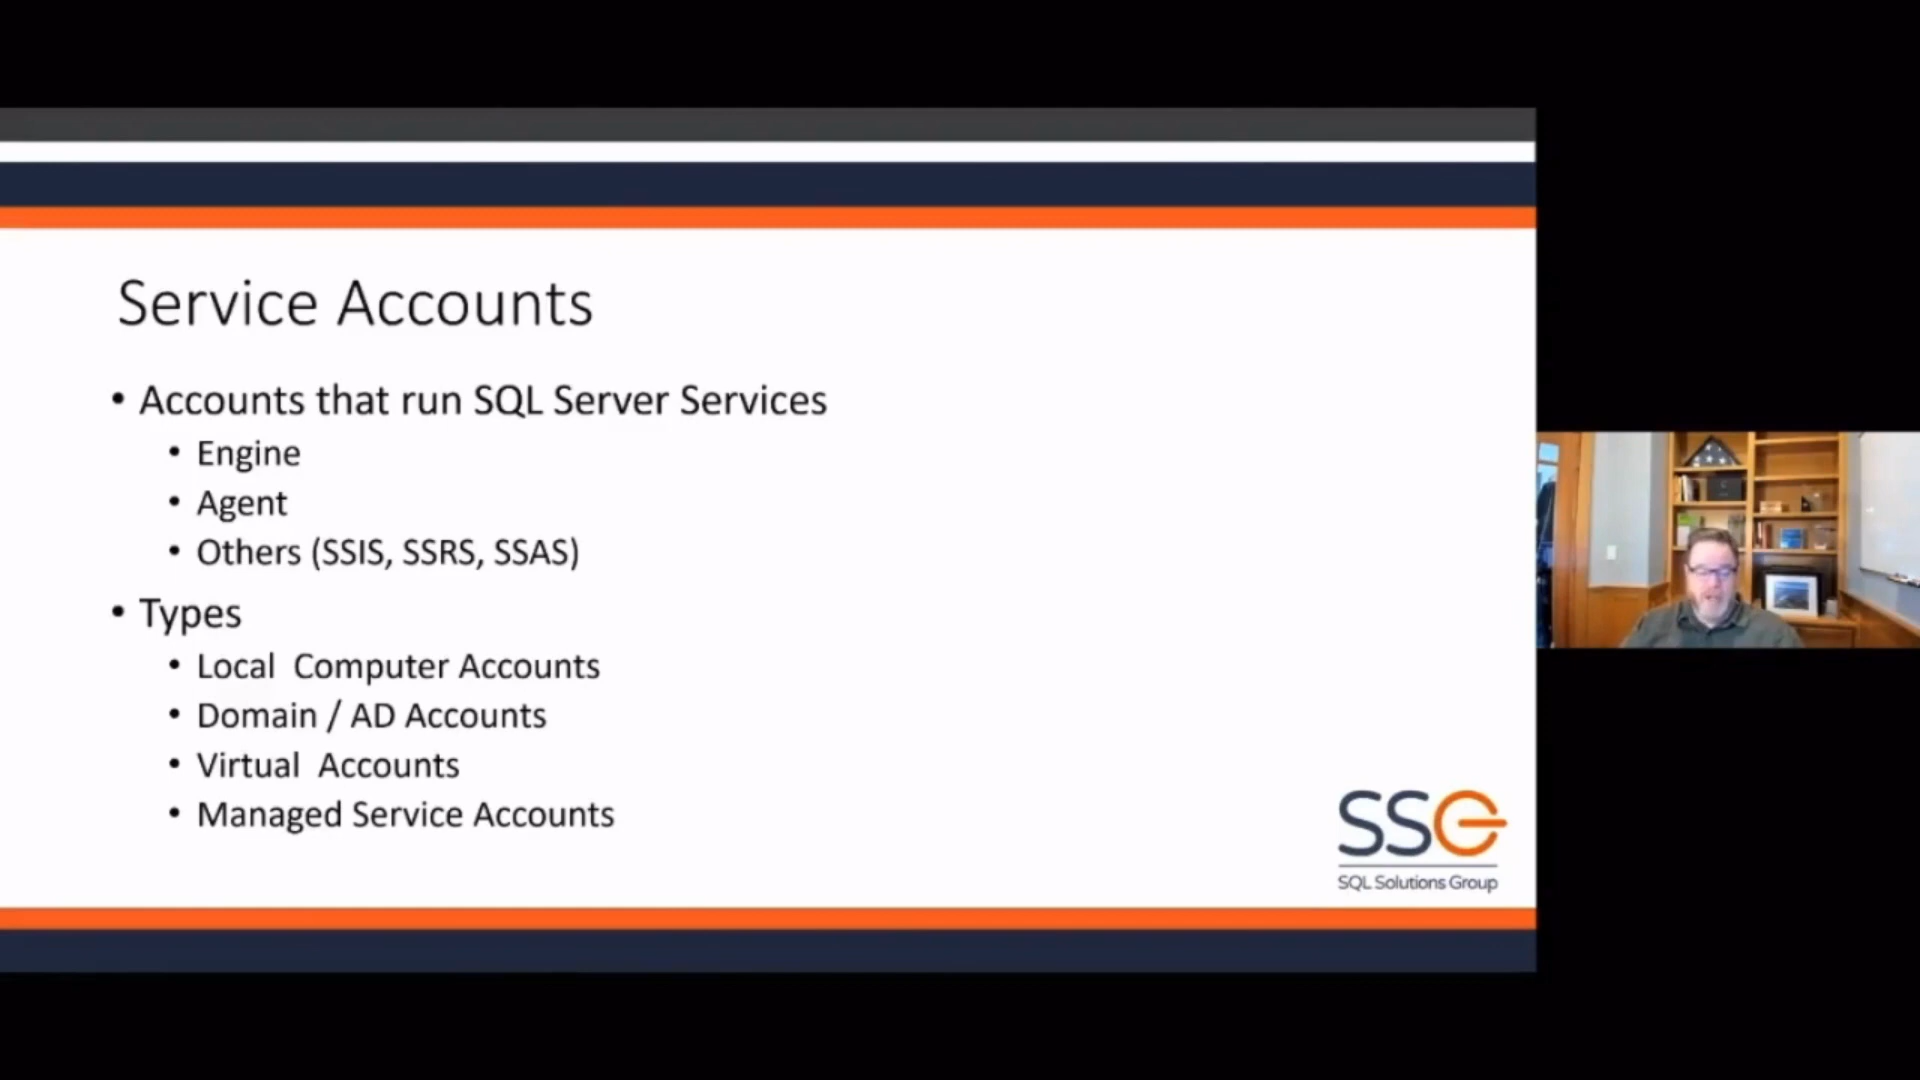 Service Accounts
• Accounts that run SQL Server Services
• Engine
• Agent
• Others (SSIS, SSRS, SSAS)
• Types
• Local  Computer Accounts
• Domain / AD Accounts
• Virtual  Accounts
• Managed Service Accounts
SSG
SQL Solutions Group